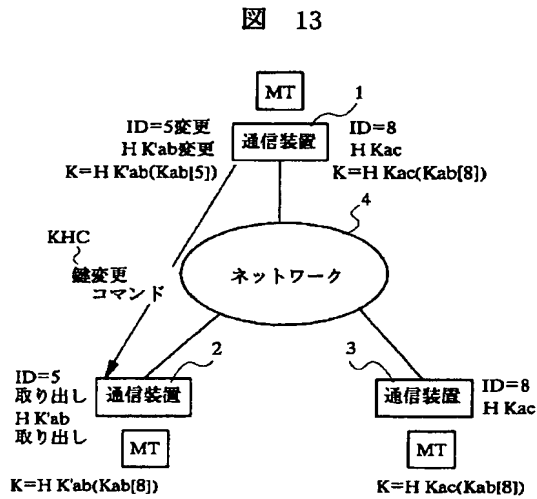 図 13
MT
1
ID=5変更
H K'ab変更
K=H K'ab(Kab[5])
通信装置
ID=8
H Kac
K=H Kac(Kab[8])
4
KHC
鍵変更
コマンド
ネットワーク
2
3
ID=5
取り出し
H K'ab
取り出し
通信装置
通信装置
ID=8
H Kac
MT
MT
K=H K'ab(Kab[8])
K=H Kac(Kab[8])